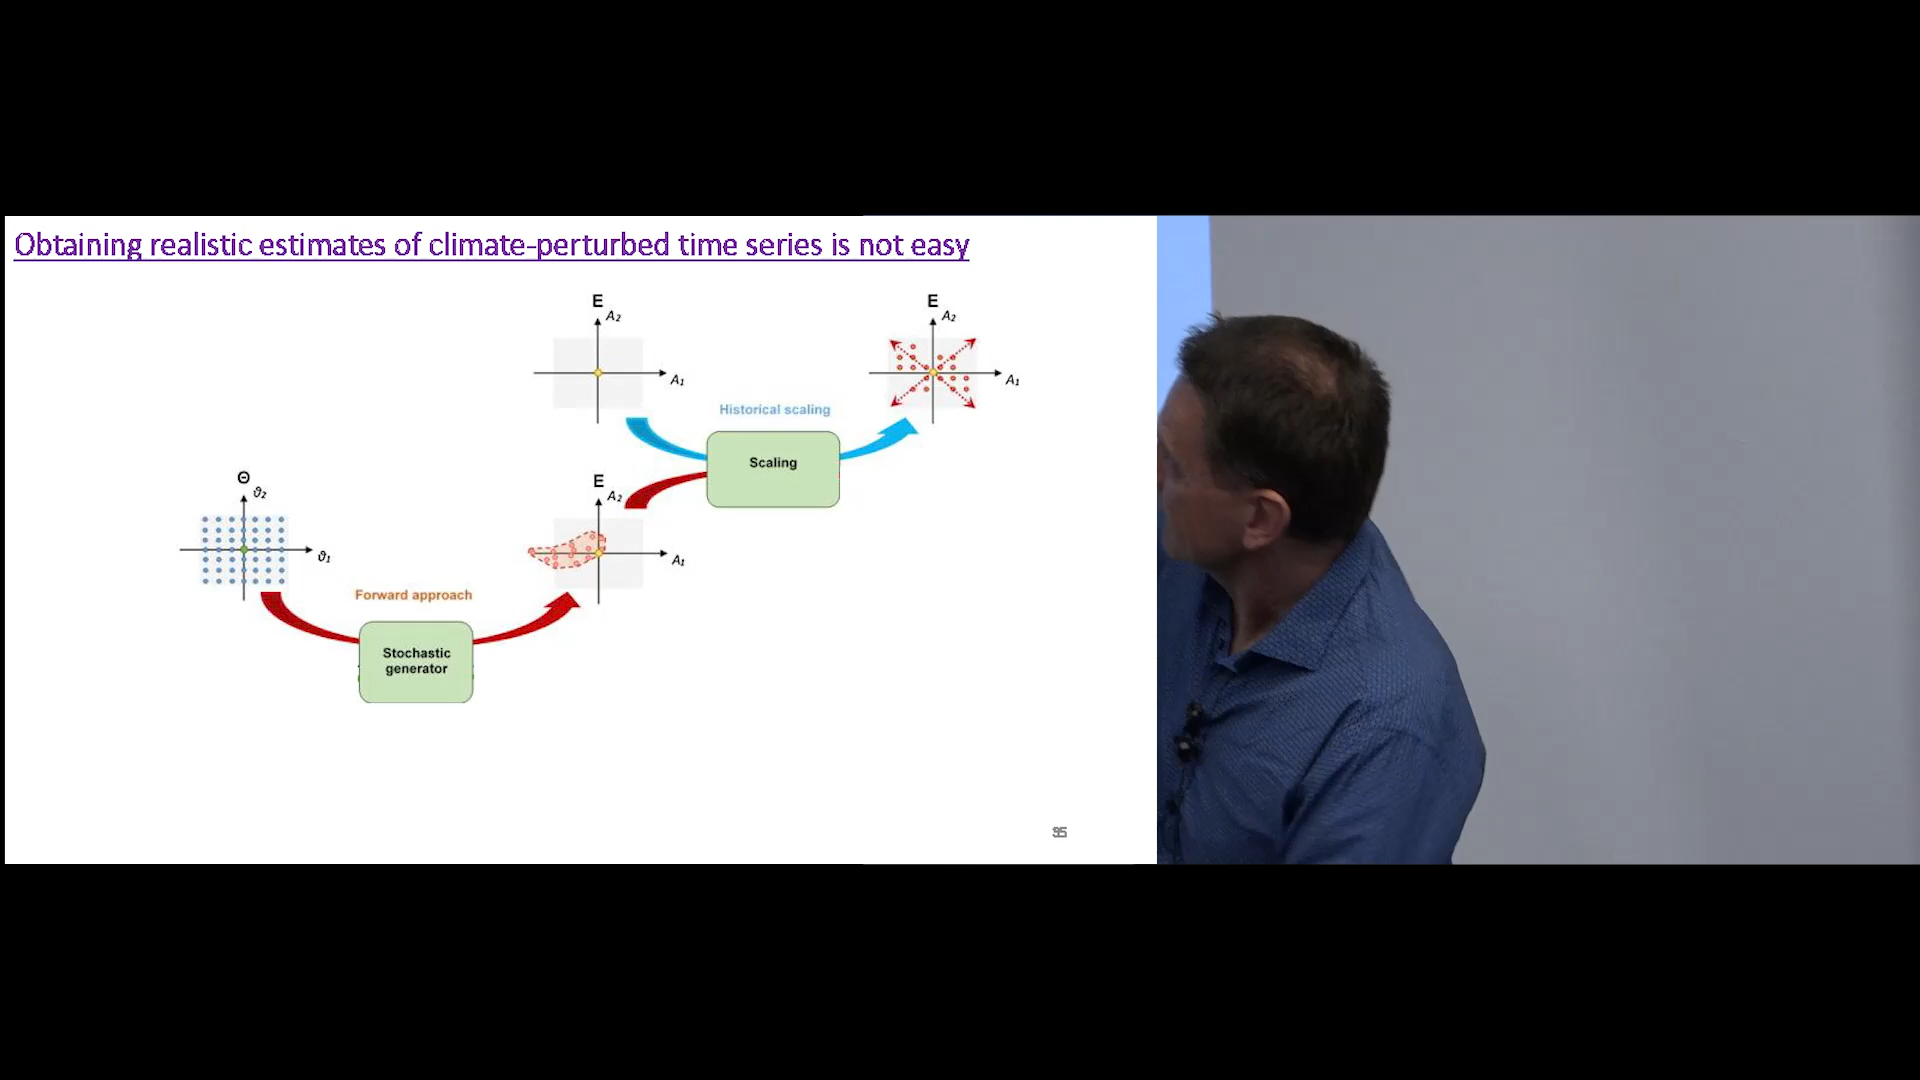 Obtaining realistic estimates of climate-perturbed time series is not easy
E
A₂
A₁
E
A₂
A₁
Historical scaling
Scaling
Θ
ϑ₂
ϑ₁
E
A₂
A₁
Forward approach
Stochastic
generator